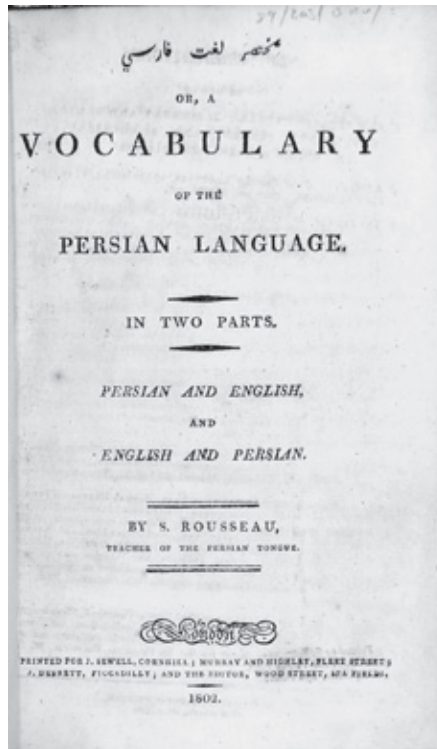 مختصر لغت فارسي
OR, A
VOCABULARY
OF THE
PERSIAN LANGUAGE.
IN TWO PARTS.
PERSIAN AND ENGLISH,
AND
ENGLISH AND PERSIAN.
BY S. ROUSSEAU,
TEACHER OF THE PERSIAN TONGUE.
London
PRINTED FOR J. SEWELL, CORNHILL; MURRAY AND HIGHLEY, FLEET STREET;
J. DEBRETT, PICCADILLY; AND THE EDITOR, WOOD STREET, SPA FIELDS,
1802.